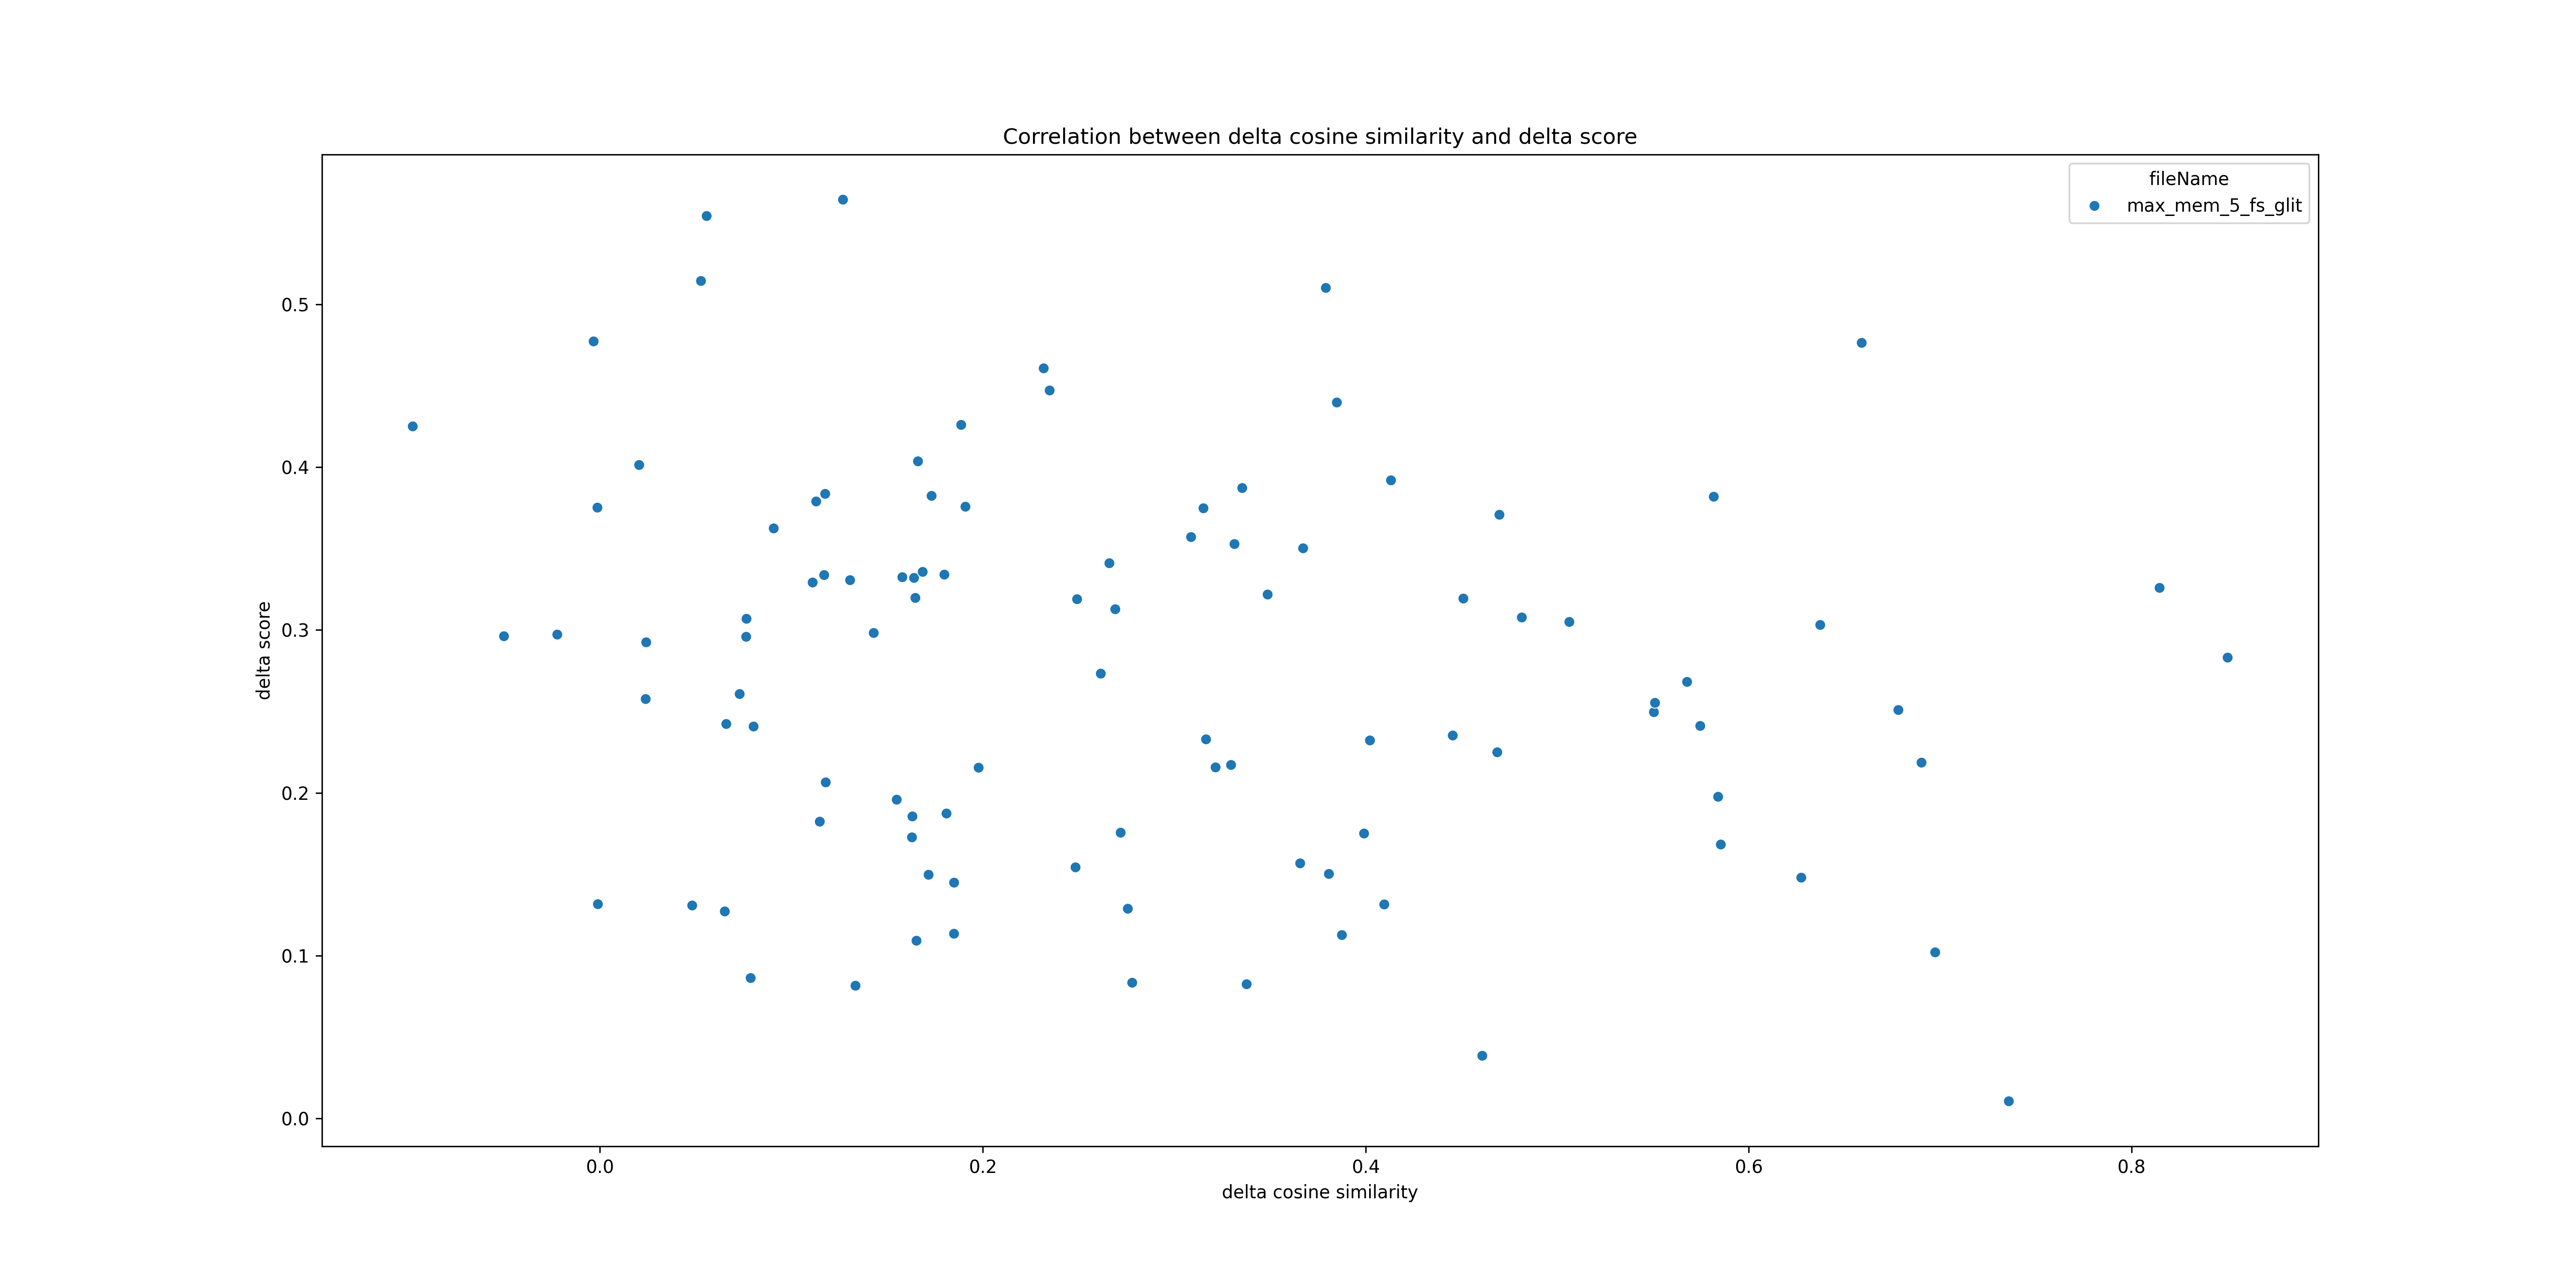 Correlation between delta cosine similarity and delta score
fileName
max_mem_5_fs_glit
0.5
0.4
0.3
0.2
0.1
0.0
delta score
0.0 0.2 0.4 0.6 0.8
delta cosine similarity